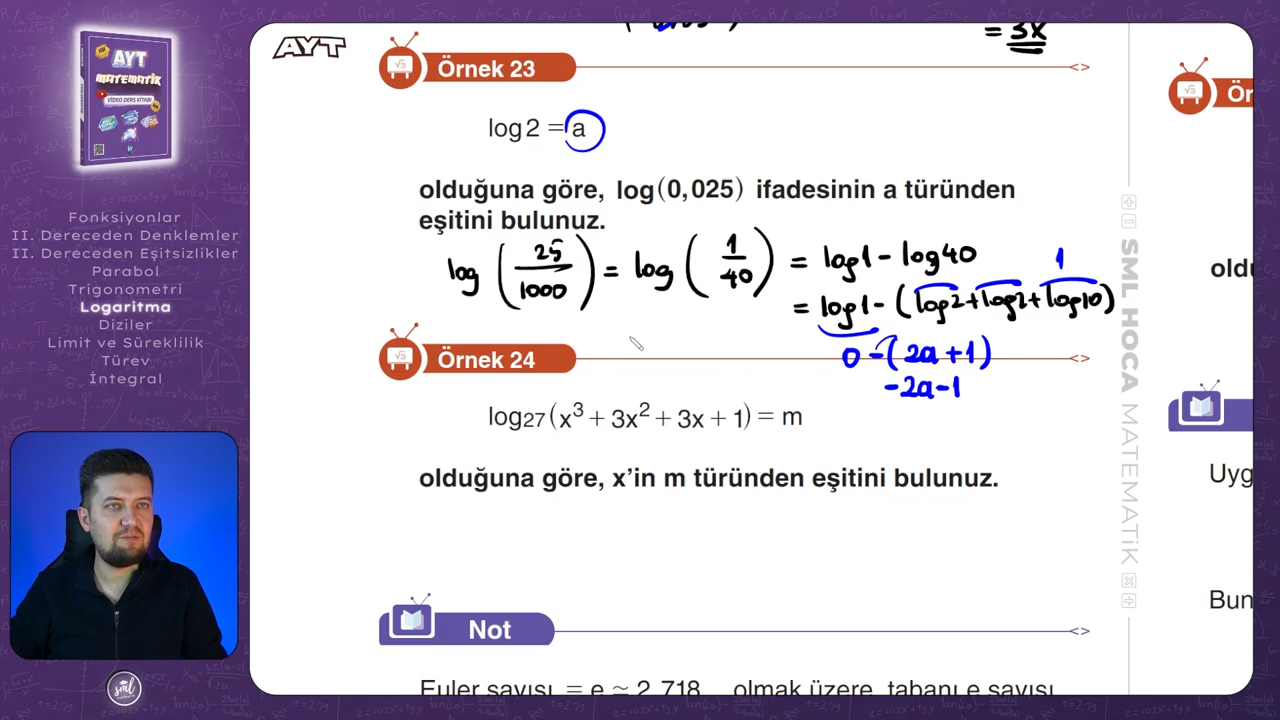 AYT
MATEMATİK
VİDEO DERS KİTABI
Fonksiyonlar
II. Dereceden Denklemler
II. Dereceden Eşitsizlikler
Parabol
Trigonometri
Logaritma
Diziler
Limit ve Süreklilik
Türev
İntegral
sml
AYT
= 3x
Örnek 23
log2 = a
olduğuna göre, log(0,025) ifadesinin a türünden
eşitini bulunuz.
log(25/1000) = log(1/40) = log1 - log40
1
= log1 - (log2+log2+log10)
0 - (2a+1)
-2a-1
Örnek 24
log27(x³ + 3x² + 3x + 1) = m
olduğuna göre, x'in m türünden eşitini bulunuz.
Not
Euler sayısı = e ≃ 2,718... olmak üzere, tabanı e sayısı
SML HOCA MATEMATİK
Ör
oldu
Uyg
Bun